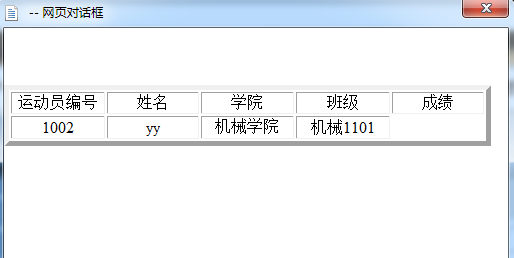 -- 网页对话框
运动员编号 姓名 学院 班级 成绩
1002 yy 机械学院 机械1101